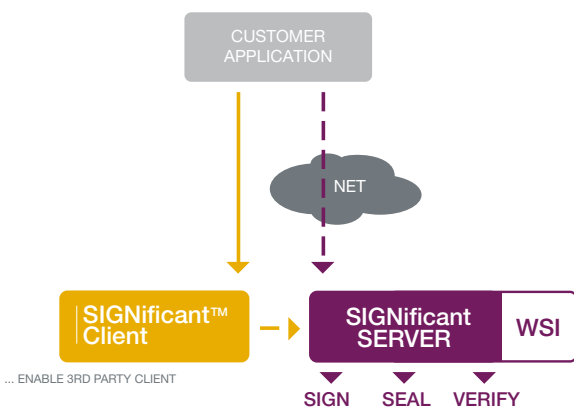 CUSTOMER
APPLICATION
NET
SIGNificant™
Client
SIGNificant
SERVER
WSI
... ENABLE 3RD PARTY CLIENT
SIGN SEAL VERIFY